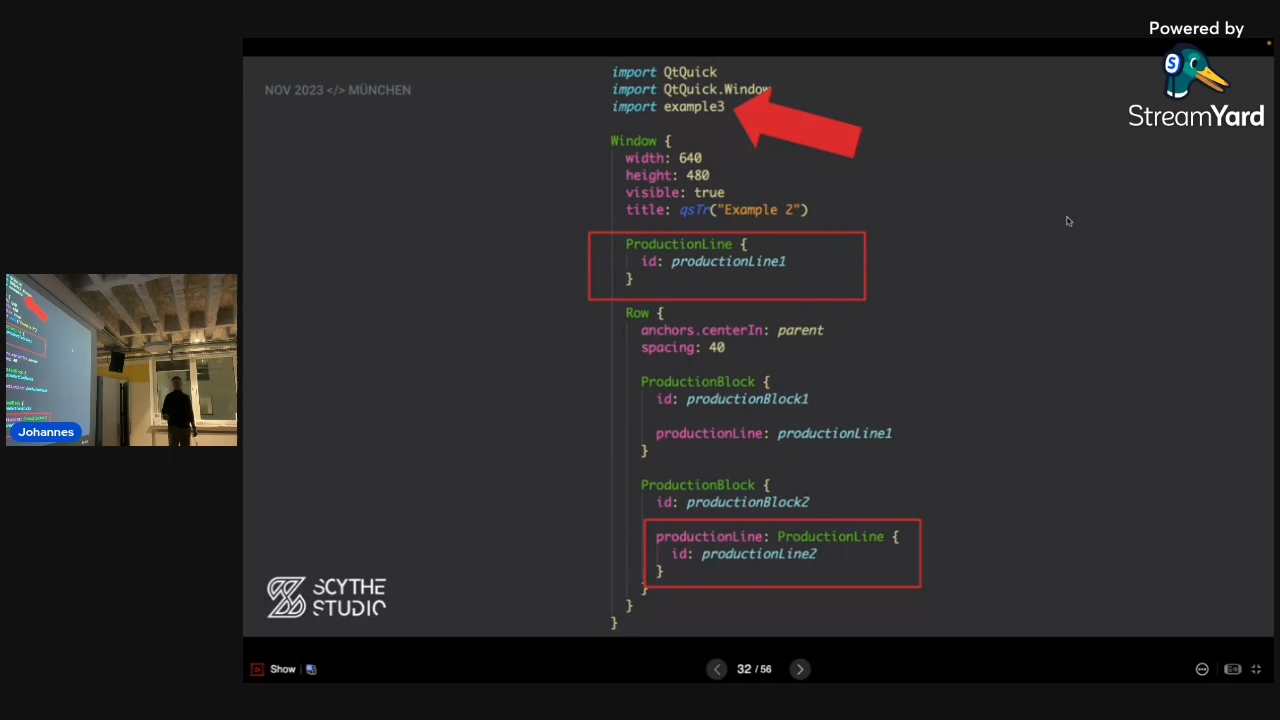 Powered by
StreamYard
NOV 2023 </> MÜNCHEN
import QtQuick
import QtQuick.Window
import example3
Window {
width: 640
height: 480
visible: true
title: qsTr("Example 2")
ProductionLine {
id: productionLine1
}
Row {
anchors.centerIn: parent
spacing: 40
ProductionBlock {
id: productionBlock1
productionLine: productionLine1
}
ProductionBlock {
id: productionBlock2
productionLine: ProductionLine {
id: productionLine2
}
}
}
}
Johannes
SCYTHE
STUDIO
Show
32 / 56